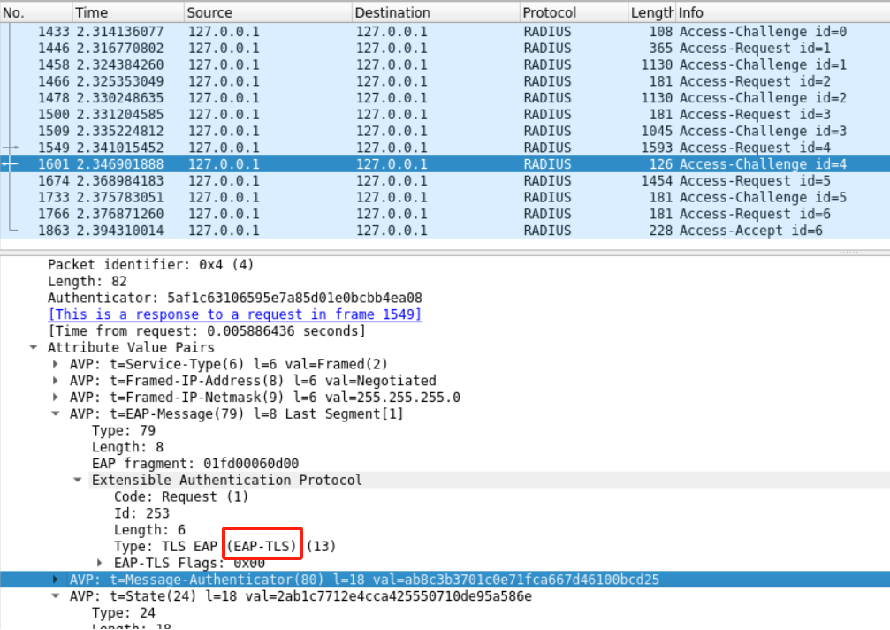 No. Time Source Destination Protocol Length Info
1433 2.314136077 127.0.0.1 127.0.0.1 RADIUS 108 Access-Challenge id=0
1446 2.316770802 127.0.0.1 127.0.0.1 RADIUS 365 Access-Request id=1
1458 2.324384260 127.0.0.1 127.0.0.1 RADIUS 1130 Access-Challenge id=1
1466 2.325353049 127.0.0.1 127.0.0.1 RADIUS 181 Access-Request id=2
1478 2.330248635 127.0.0.1 127.0.0.1 RADIUS 1130 Access-Challenge id=2
1500 2.331204585 127.0.0.1 127.0.0.1 RADIUS 181 Access-Request id=3
1509 2.335224812 127.0.0.1 127.0.0.1 RADIUS 1045 Access-Challenge id=3
1549 2.341015452 127.0.0.1 127.0.0.1 RADIUS 1593 Access-Request id=4
1601 2.346901888 127.0.0.1 127.0.0.1 RADIUS 126 Access-Challenge id=4
1674 2.368984183 127.0.0.1 127.0.0.1 RADIUS 1454 Access-Request id=5
1733 2.375783051 127.0.0.1 127.0.0.1 RADIUS 181 Access-Challenge id=5
1766 2.376871260 127.0.0.1 127.0.0.1 RADIUS 181 Access-Request id=6
1863 2.394310014 127.0.0.1 127.0.0.1 RADIUS 228 Access-Accept id=6
Packet identifier: 0x4 (4)
Length: 82
Authenticator: 5af1c63106595e7a85d01e0bcbb4ea08
[This is a response to a request in frame 1549]
[Time from request: 0.005886436 seconds]
Attribute Value Pairs
AVP: t=Service-Type(6) l=6 val=Framed(2)
AVP: t=Framed-IP-Address(8) l=6 val=Negotiated
AVP: t=Framed-IP-Netmask(9) l=6 val=255.255.255.0
AVP: t=EAP-Message(79) l=8 Last Segment[1]
Type: 79
Length: 8
EAP fragment: 01fd00060d00
Extensible Authentication Protocol
Code: Request (1)
Id: 253
Length: 6
Type: TLS EAP (EAP-TLS) (13)
EAP-TLS Flags: 0x00
AVP: t=Message-Authenticator(80) l=18 val=ab8c3b3701c0e71fca667d46100bcd25
AVP: t=State(24) l=18 val=2ab1c7712e4cca425550710de95a586e
Type: 24
Length: 18